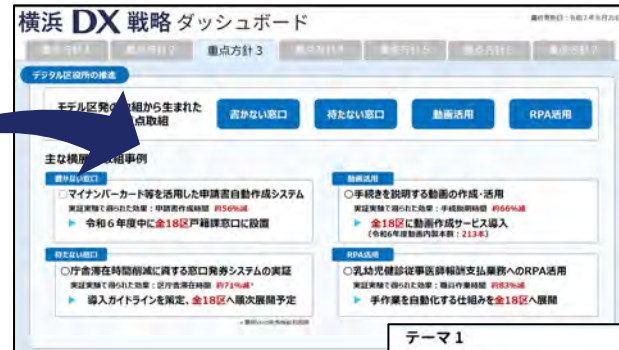 横浜 DX 戦略 ダッシュボード
重点方針3
デジタル区役所の推進
モデル区発の 取組から生まれた
点取組
書かない窓口
待たない窓口
動画活用
RPA活用
主な横展 取組事例
書かない窓口
○マイナンバーカード等を活用した申請書自動作成システム
実証実験で得られた効果:申請書作成時間 約56%減
令和6年度中に全18区戸籍課窓口に設置
動画活用
○手続きを説明する動画の作成・活用
実証実験で得られた効果:手続説明時間 約66%減
全18区に動画作成サービス導入
(令和6年度動画内製本数:213本)
待たない窓口
○庁舎滞在時間削減に資する窓口発券システムの実証
実証実験で得られた効果:区庁舎滞在時間 約71%減*
導入ガイドラインを策定、全18区へ順次展開予定
RPA活用
○乳幼児健診従事医師報酬支払業務へのRPA活用
実証実験で得られた効果:職員作業時間 約83%減
手作業を自動化する仕組みを全18区へ展開
テーマ1